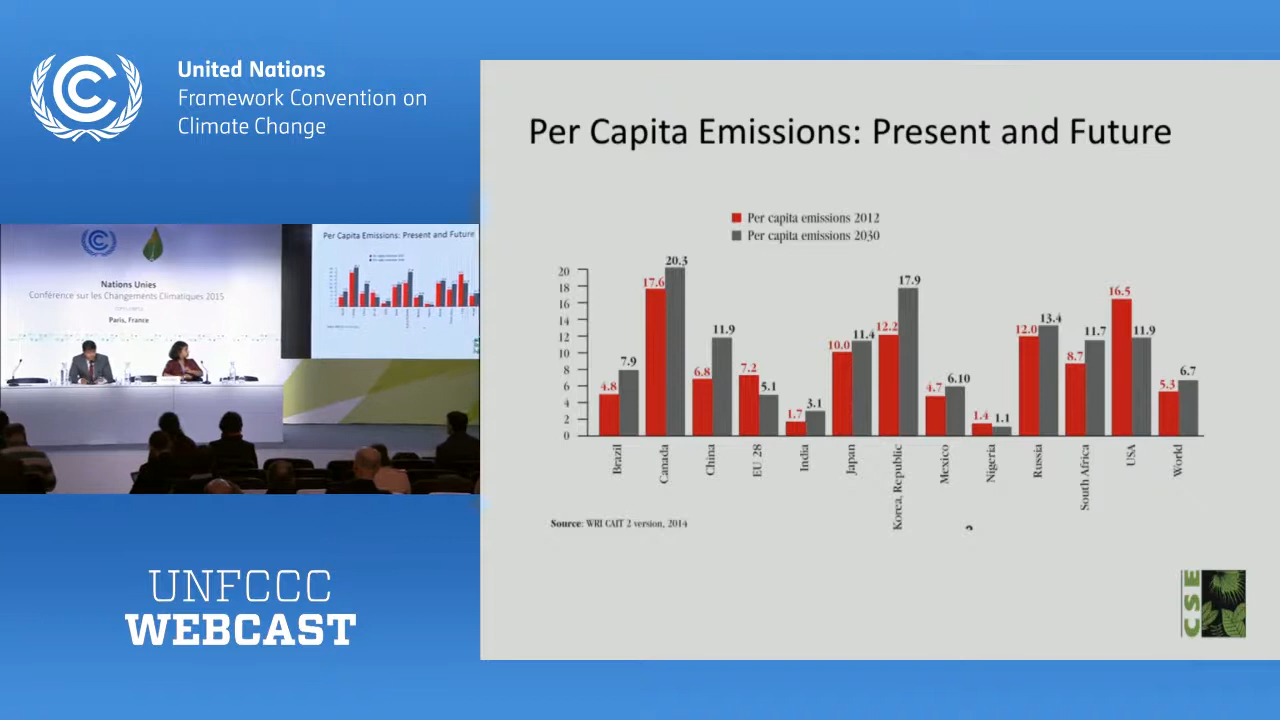 United Nations
Framework Convention on
Climate Change
Per Capita Emissions: Present and Future
Per capita emissions 2012
Per capita emissions 2030
20
18
16
14
12
10
8
6
4
2
0
4.8
7.9
17.6
20.3
6.8
11.9
7.2
5.1
1.7
3.1
10.0
11.4
12.2
17.9
4.7
6.10
1.4
1.1
12.0
13.4
8.7
11.7
16.5
11.9
5.3
6.7
Brazil
Canada
China
EU 28
India
Japan
Korea, Republic
Mexico
Nigeria
Russia
South Africa
USA
World
Source: WRI CAIT 2 version, 2014
CSE
Per Capita Emissions: Present and Future
Nations Unies
Conférence sur les Changements Climatiques 2015
Paris, France
UNFCCC
WEBCAST